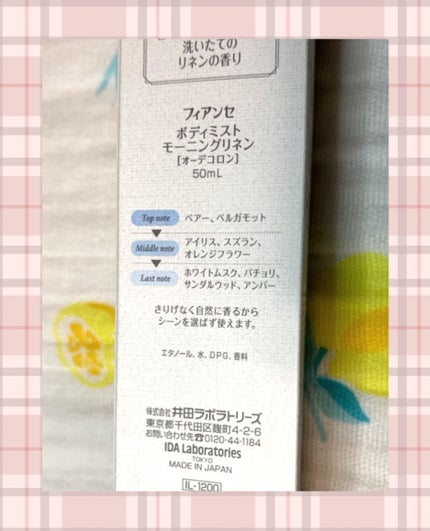 洗いたての
リネンの香り
フィアンセ
ボディミスト
モーニングリネン
[オーデコロン]
50mL
Top note ペアー、ベルガモット
Middle note アイリス、スズラン、
オレンジフラワー
Last note ホワイトムスク、パチョリ、
サンダルウッド、アンバー
さりげなく自然に香るから
シーンを選ばず使えます。
エタノール、水、DPG、香料
株式会社 井田ラボラトリーズ
東京都千代田区麹町4-2-6
お問い合わせ先☎0120-44-1184
IDA Laboratories
TOKYO
MADE IN JAPAN
IL-1200